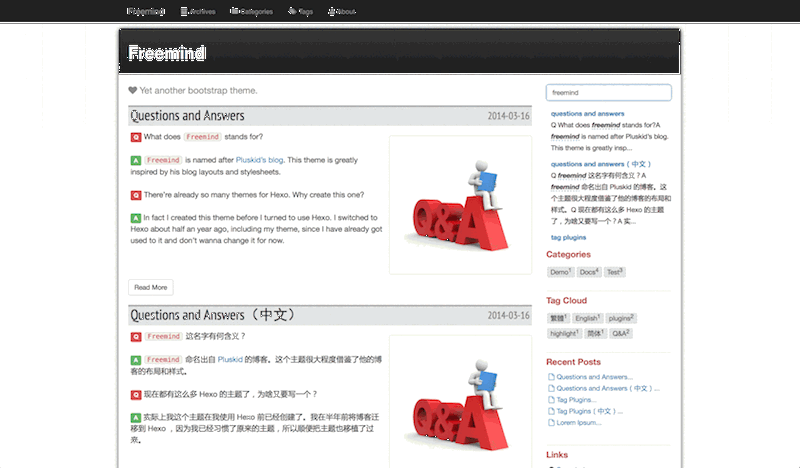 Freemind Archives Categories Tags About
Freemind
Yet another bootstrap theme.
Questions and Answers 2014-03-16
Q What does Freemind stands for?
A Freemind is named after Pluskid's blog. This theme is greatly
inspired by his blog layouts and stylesheets.
Q There're already so many themes for Hexo. Why create this one?
A In fact I created this theme before I turned to use Hexo. I switched to
Hexo about half an year ago, including my theme, since I have already got
used to it and don't wanna change it for now.
Q&A
Read More
Questions and Answers（中文） 2014-03-16
Q Freemind 这名字有何含义？
A Freemind 命名出自 Pluskid 的博客。这个主题很大程度借鉴了他的博
客的布局和样式。
Q 现在都有这么多 Hexo 的主题了，为啥又要写一个？
A 实际上我这个主题在我使用 Hexo 前已经创建了。我在半年前将博客迁
移到 Hexo ，因为我已经习惯了原来的主题，所以顺便把主题也移植了过
来。
Q&A
freemind
questions and answers
Q What does freemind stands for?A
freemind is named after Pluskid's blog.
This theme is greatly insp...
questions and answers（中文）
Q freemind 这名字有何含义？A
freemind 命名出自 Pluskid 的博客。这
个主题很大程度借鉴了他的博客的布局和
样式。Q 现在都有这么多 Hexo 的主题
了，为啥又要写一个？A 实...
tag plugins
Categories
Demo1 Docs4 Test3
Tag Cloud
繁體1 English1 plugins2
highlight1 简体1 Q&A2
Recent Posts
Questions and Answers...
Questions and Answers（中文）...
Tag Plugins...
Tag Plugins（中文）...
Lorem Ipsum...
Links